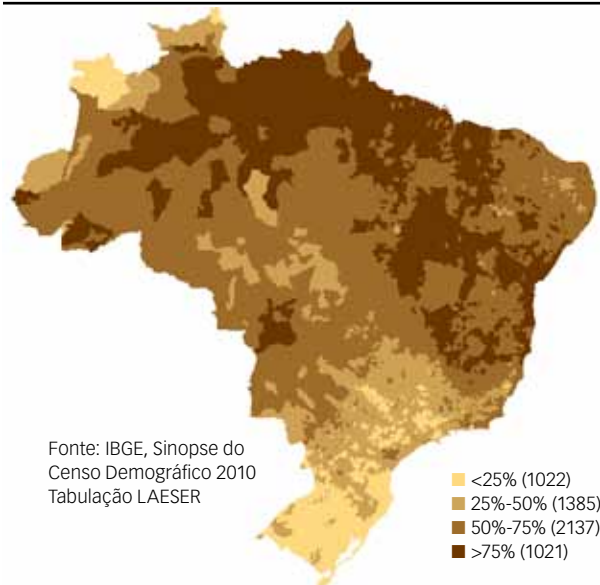 Fonte: IBGE, Sinopse do
Censo Demográfico 2010
Tabulação LAESER
<25% (1022)
25%-50% (1385)
50%-75% (2137)
>75% (1021)